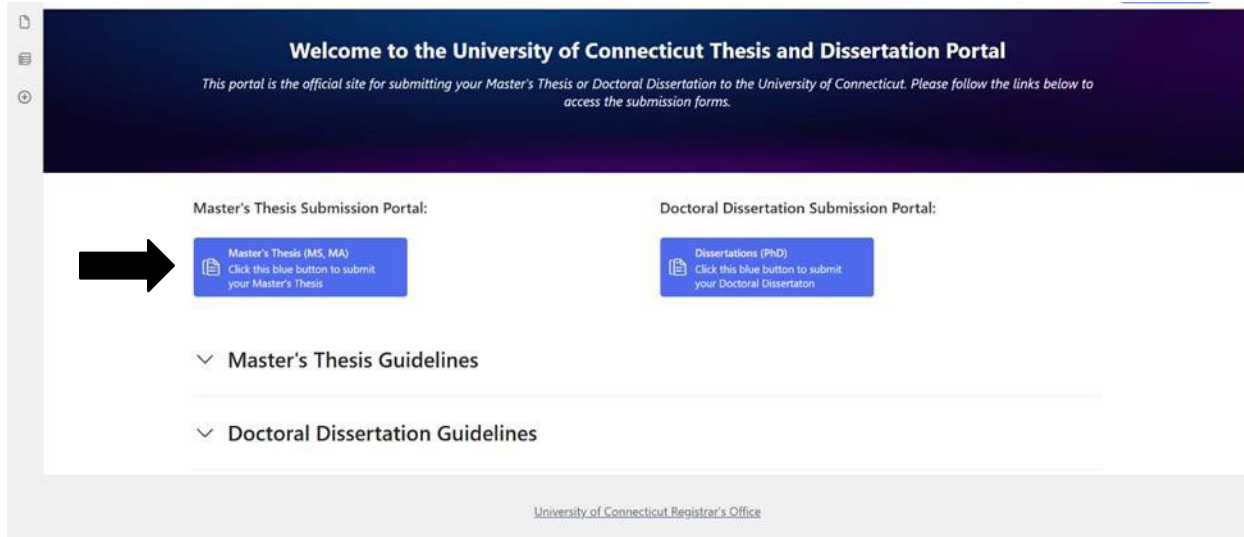 Welcome to the University of Connecticut Thesis and Dissertation Portal
This portal is the official site for submitting your Master's Thesis or Doctoral Dissertation to the University of Connecticut. Please follow the links below to
access the submission forms.
Master's Thesis Submission Portal:
Master's Thesis (MS, MA)
Click this blue button to submit
your Master's Thesis
Doctoral Dissertation Submission Portal:
Dissertations (PhD)
Click this blue button to submit
your Doctoral Dissertaton
Master's Thesis Guidelines
Doctoral Dissertation Guidelines
University of Connecticut Registrar's Office